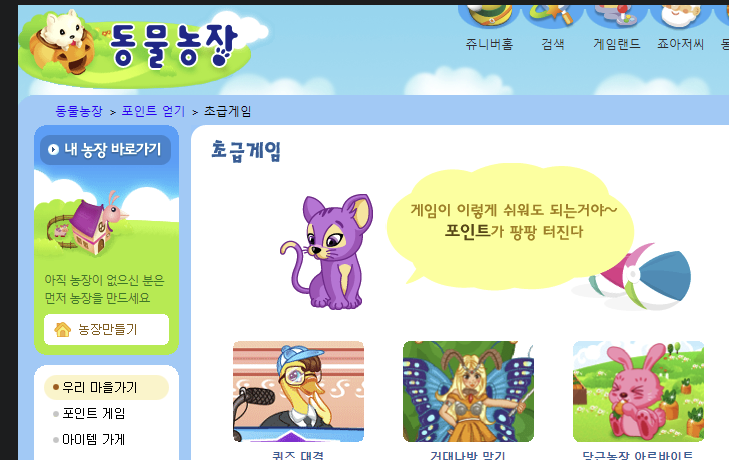 동물농장
쥬니버홈 검색 게임랜드 죠아저씨
동물농장 > 포인트 얻기 > 초급게임
내 농장 바로가기
아직 농장이 없으신 분은
먼저 농장을 만드세요
농장만들기
우리 마을가기
포인트 게임
아이템 가게
초급게임
게임이 이렇게 쉬워도 되는거야~
포인트가 팡팡 터진다
퀴즈 대결 거대나방 막기 당근농장 아르바이트